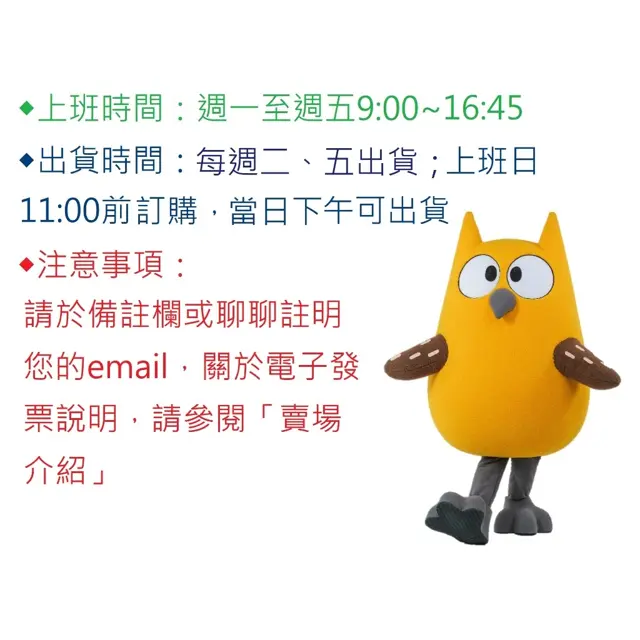 ◆上班時間：週一至週五9:00~16:45
◆出貨時間：每週二、五出貨；上班日
11:00前訂購，當日下午可出貨
◆注意事項：
請於備註欄或聊聊註明
您的email，關於電子發
票說明，請參閱「賣場
介紹」